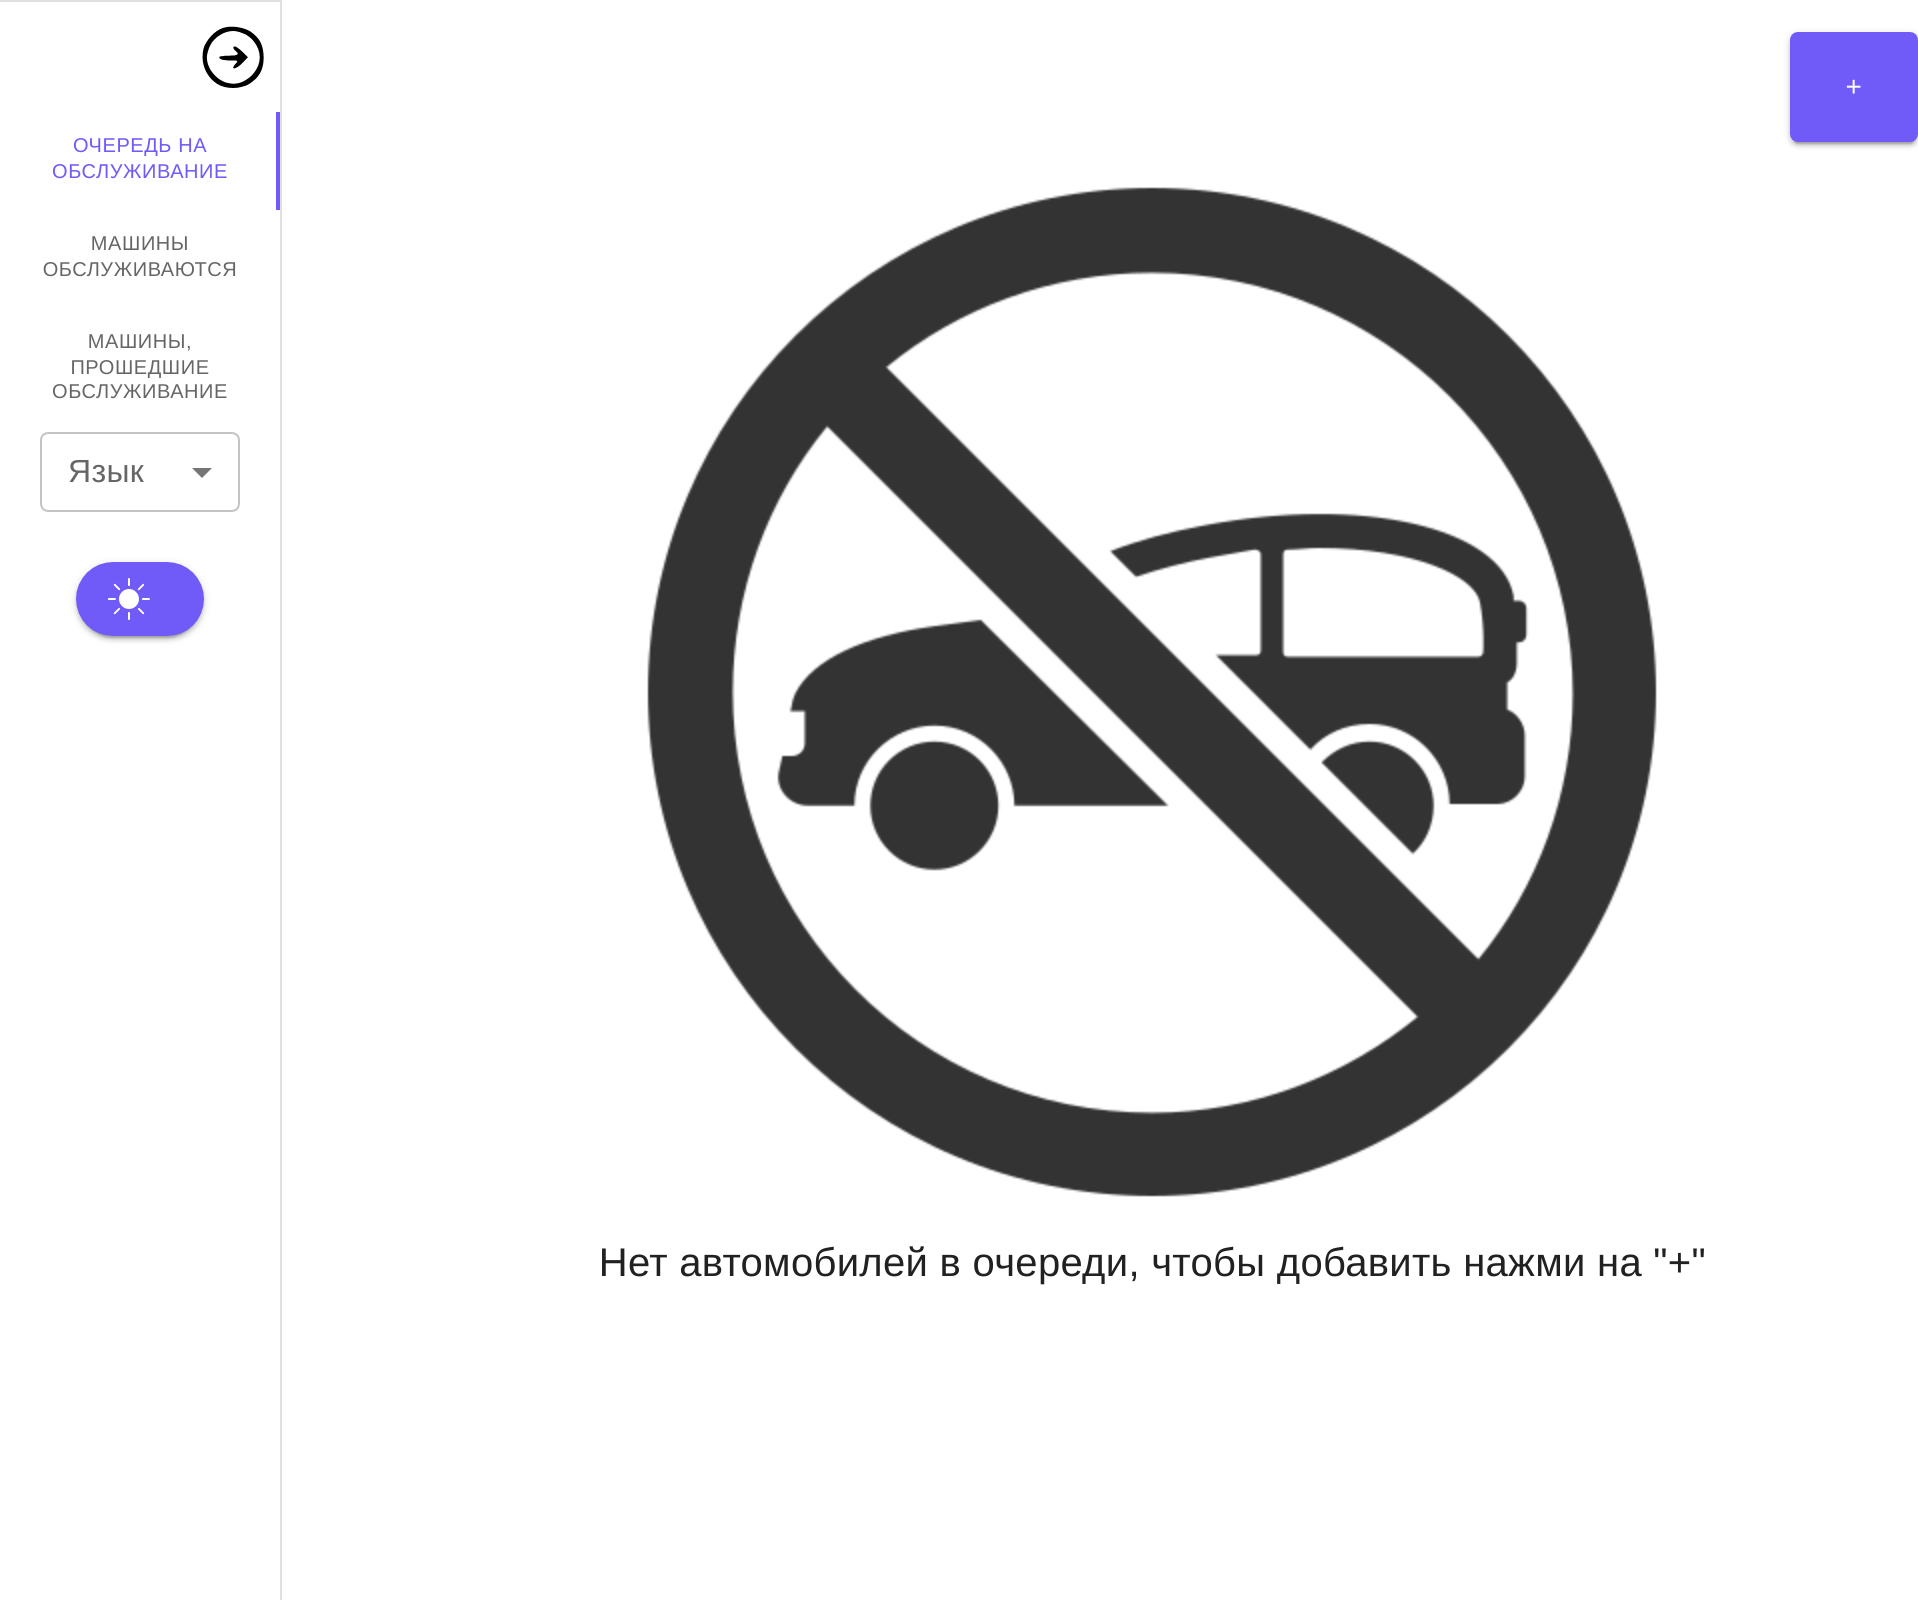 ОЧЕРЕДЬ НА
ОБСЛУЖИВАНИЕ
МАШИНЫ
ОБСЛУЖИВАЮТСЯ
МАШИНЫ,
ПРОШЕДШИЕ
ОБСЛУЖИВАНИЕ
Язык
+
Нет автомобилей в очереди, чтобы добавить нажми на "+"